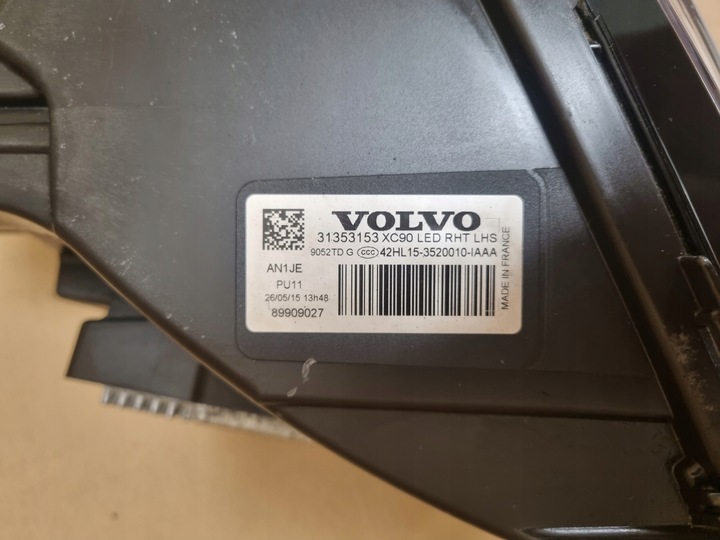 VOLVO
31353153 XC90 LED RHT LHS
9052TD G CCC 42HL15-3520010-IAAA
AN1JE
PU11
26/05/15 13h48
89909027
MADE IN FRANCE